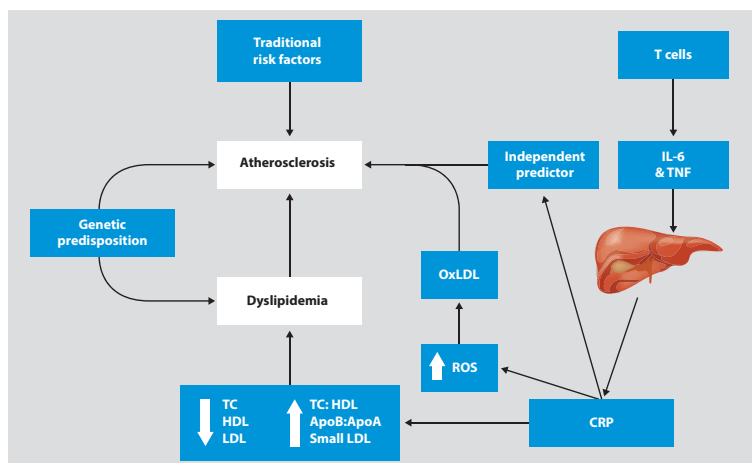 Traditional
risk factors
T cells
Atherosclerosis
Independent
predictor
IL-6
& TNF
Genetic
predisposition
OxLDL
Dyslipidemia
ROS
TC
HDL
LDL
TC: HDL
ApoB:ApoA
Small LDL
CRP